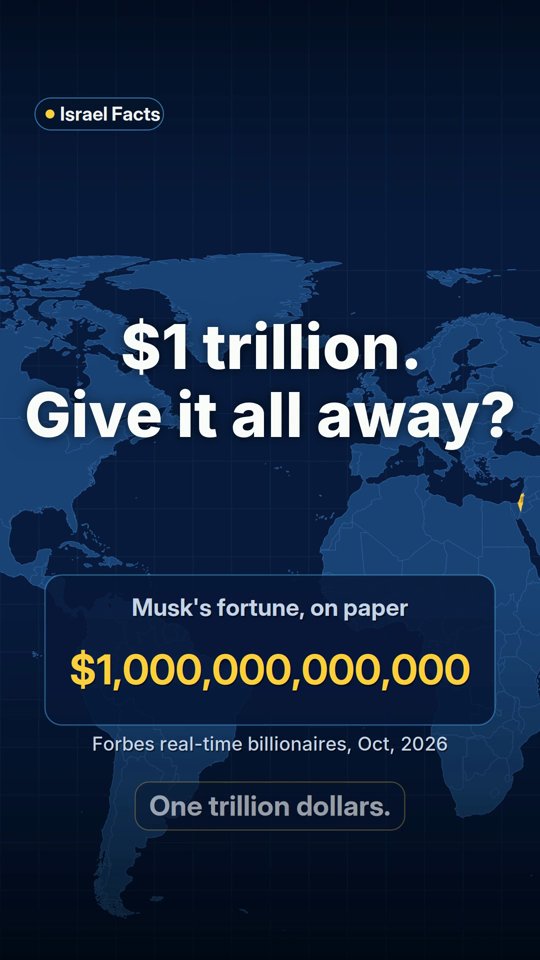 Israel Facts
$1 trillion.
Give it all away?
Musk's fortune, on paper
$1,000,000,000,000
Forbes real-time billionaires, Oct, 2026
One trillion dollars.